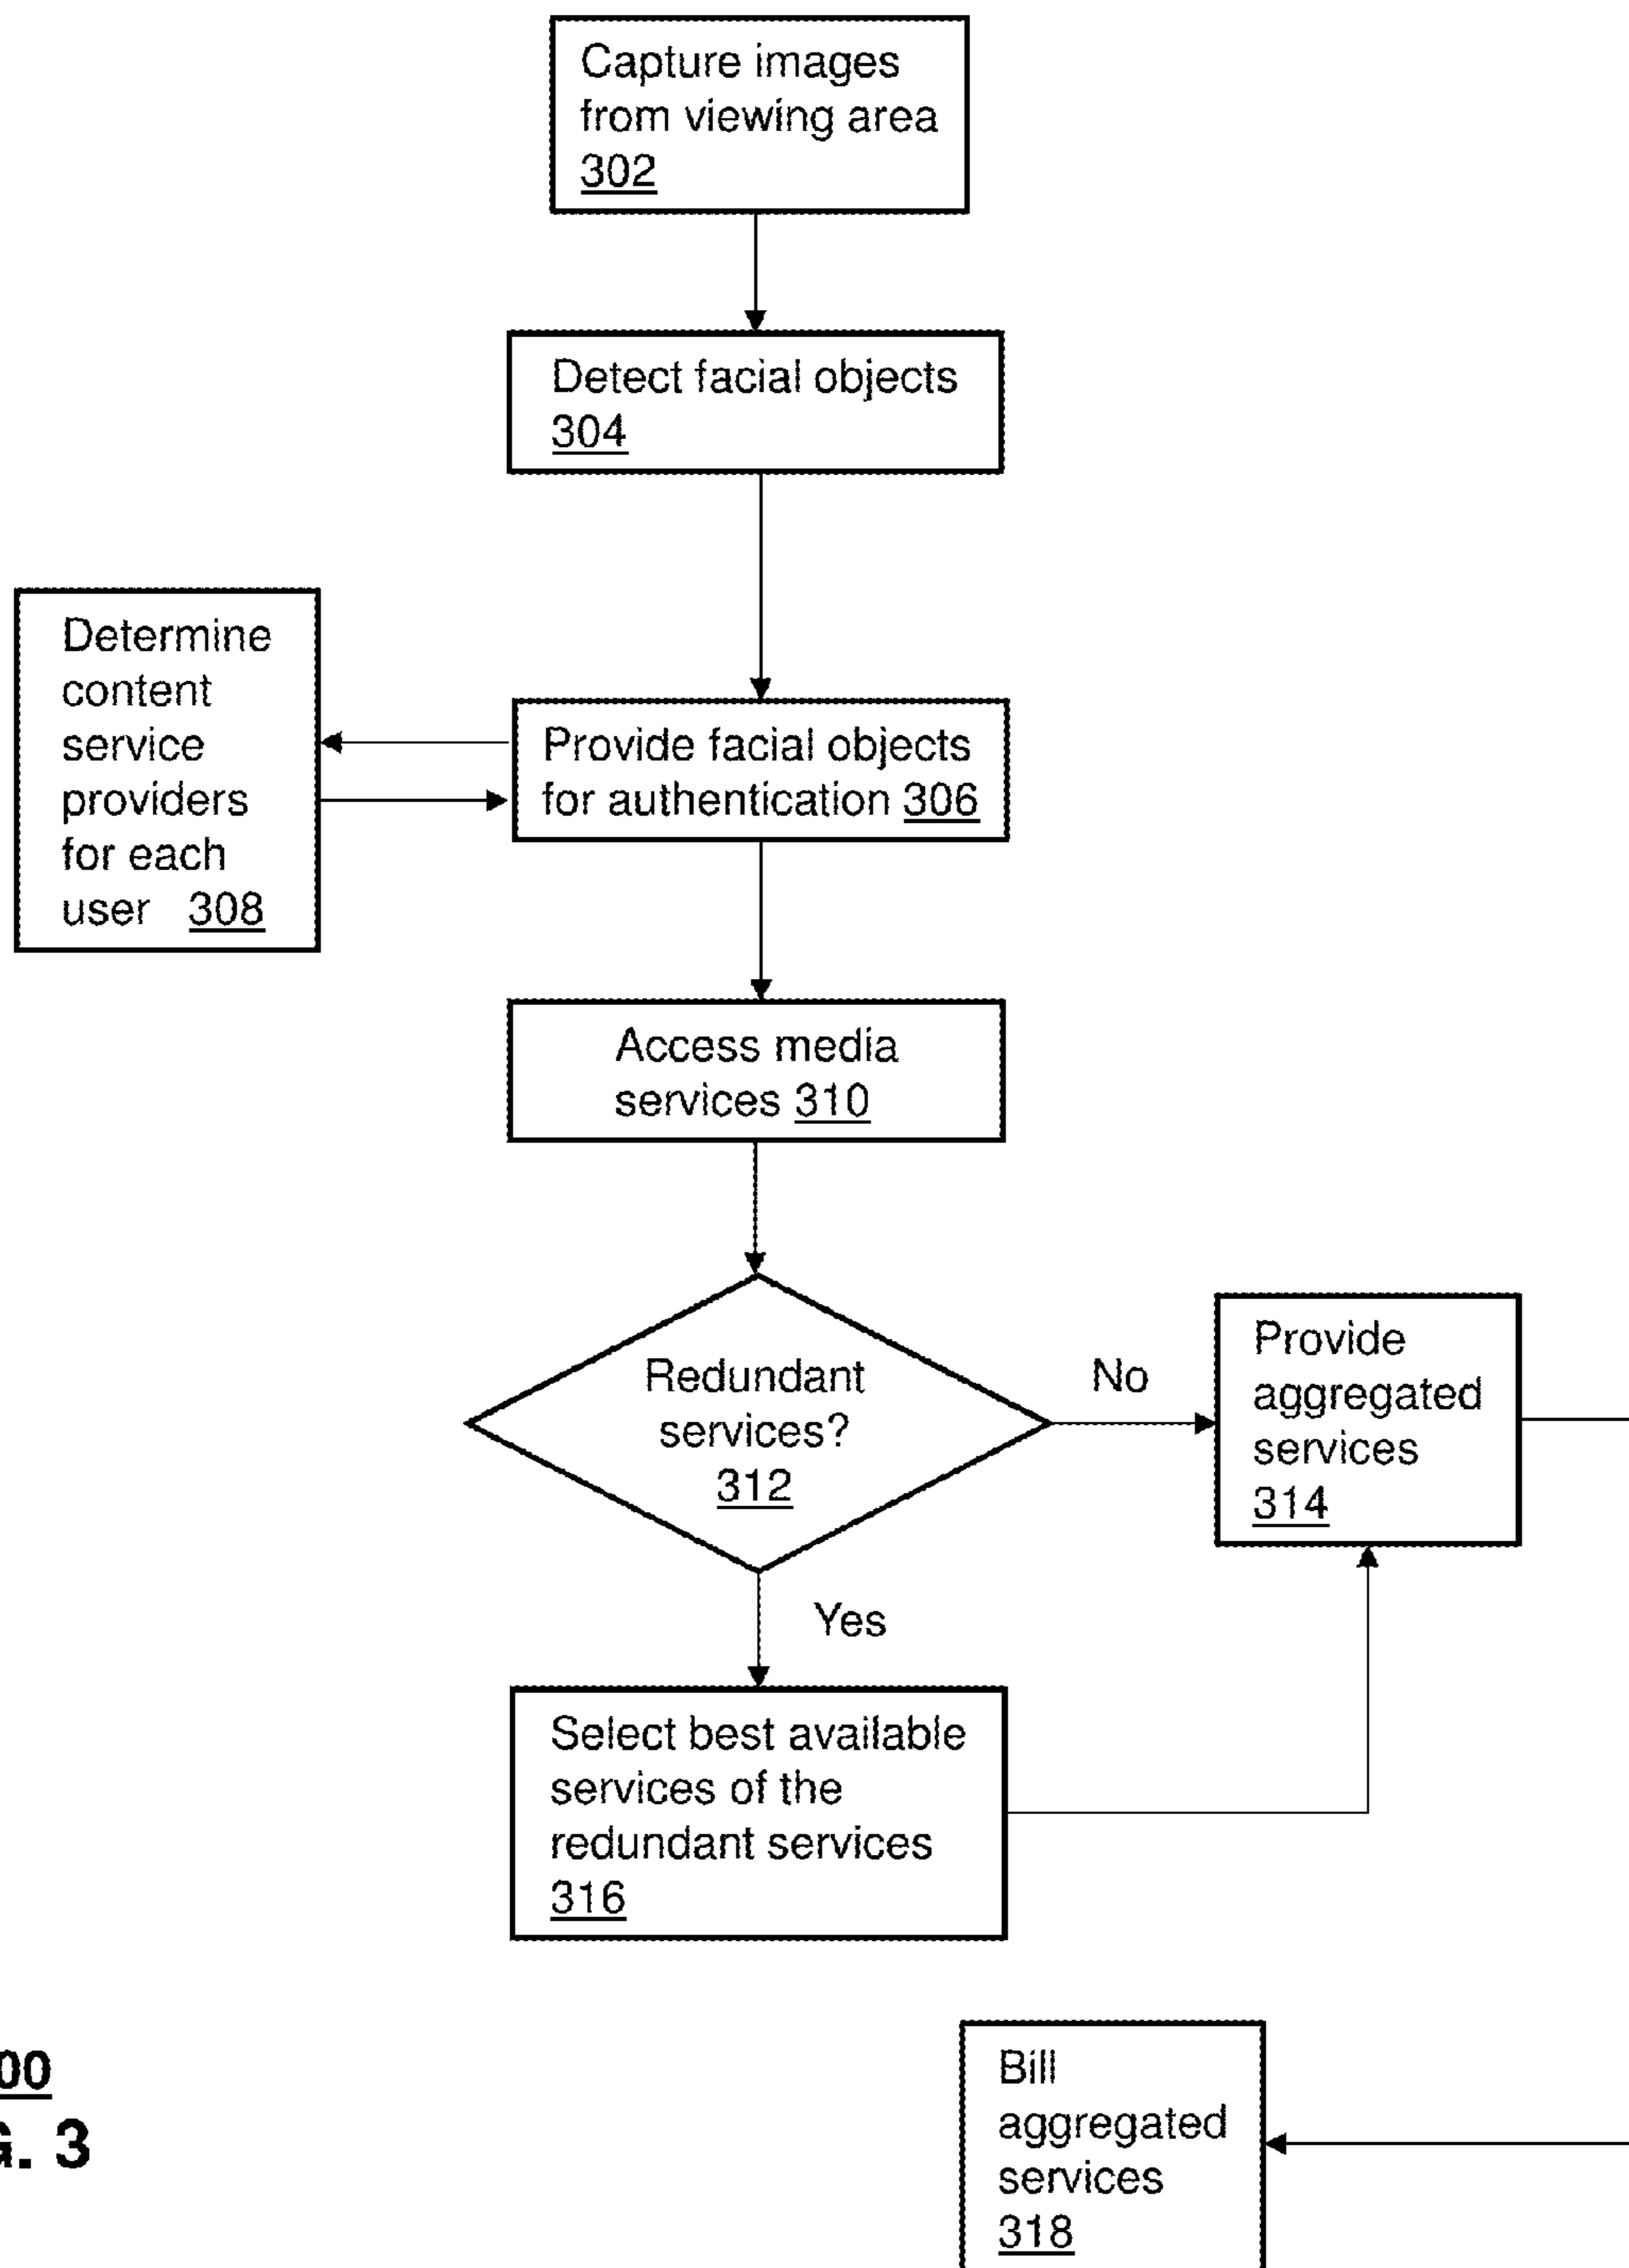 Capture images
from viewing area
302
Detect facial objects
304
Determine
content
service
providers
for each
user 308
Provide facial objects
for authentication 306
Access media
services 310
Redundant
services?
312
No
Provide
aggregated
services
314
Yes
Select best available
services of the
redundant services
316
00
G. 3
Bill
aggregated
services
318